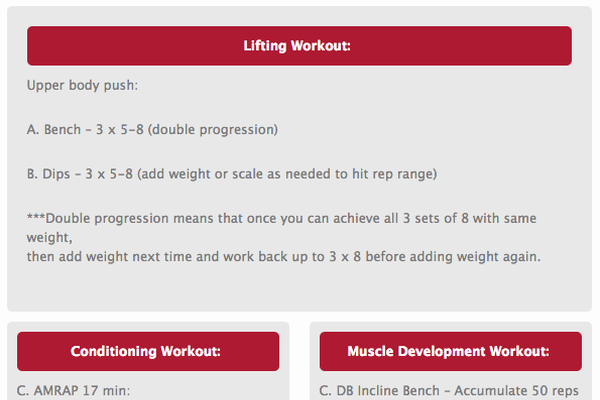 Lifting Workout:
Upper body push:
A. Bench – 3 x 5-8 (double progression)
B. Dips – 3 x 5-8 (add weight or scale as needed to hit rep range)
***Double progression means that once you can achieve all 3 sets of 8 with same
weight,
then add weight next time and work back up to 3 x 8 before adding weight again.
Conditioning Workout:
C. AMRAP 17 min:
Muscle Development Workout:
C. DB Incline Bench – Accumulate 50 reps